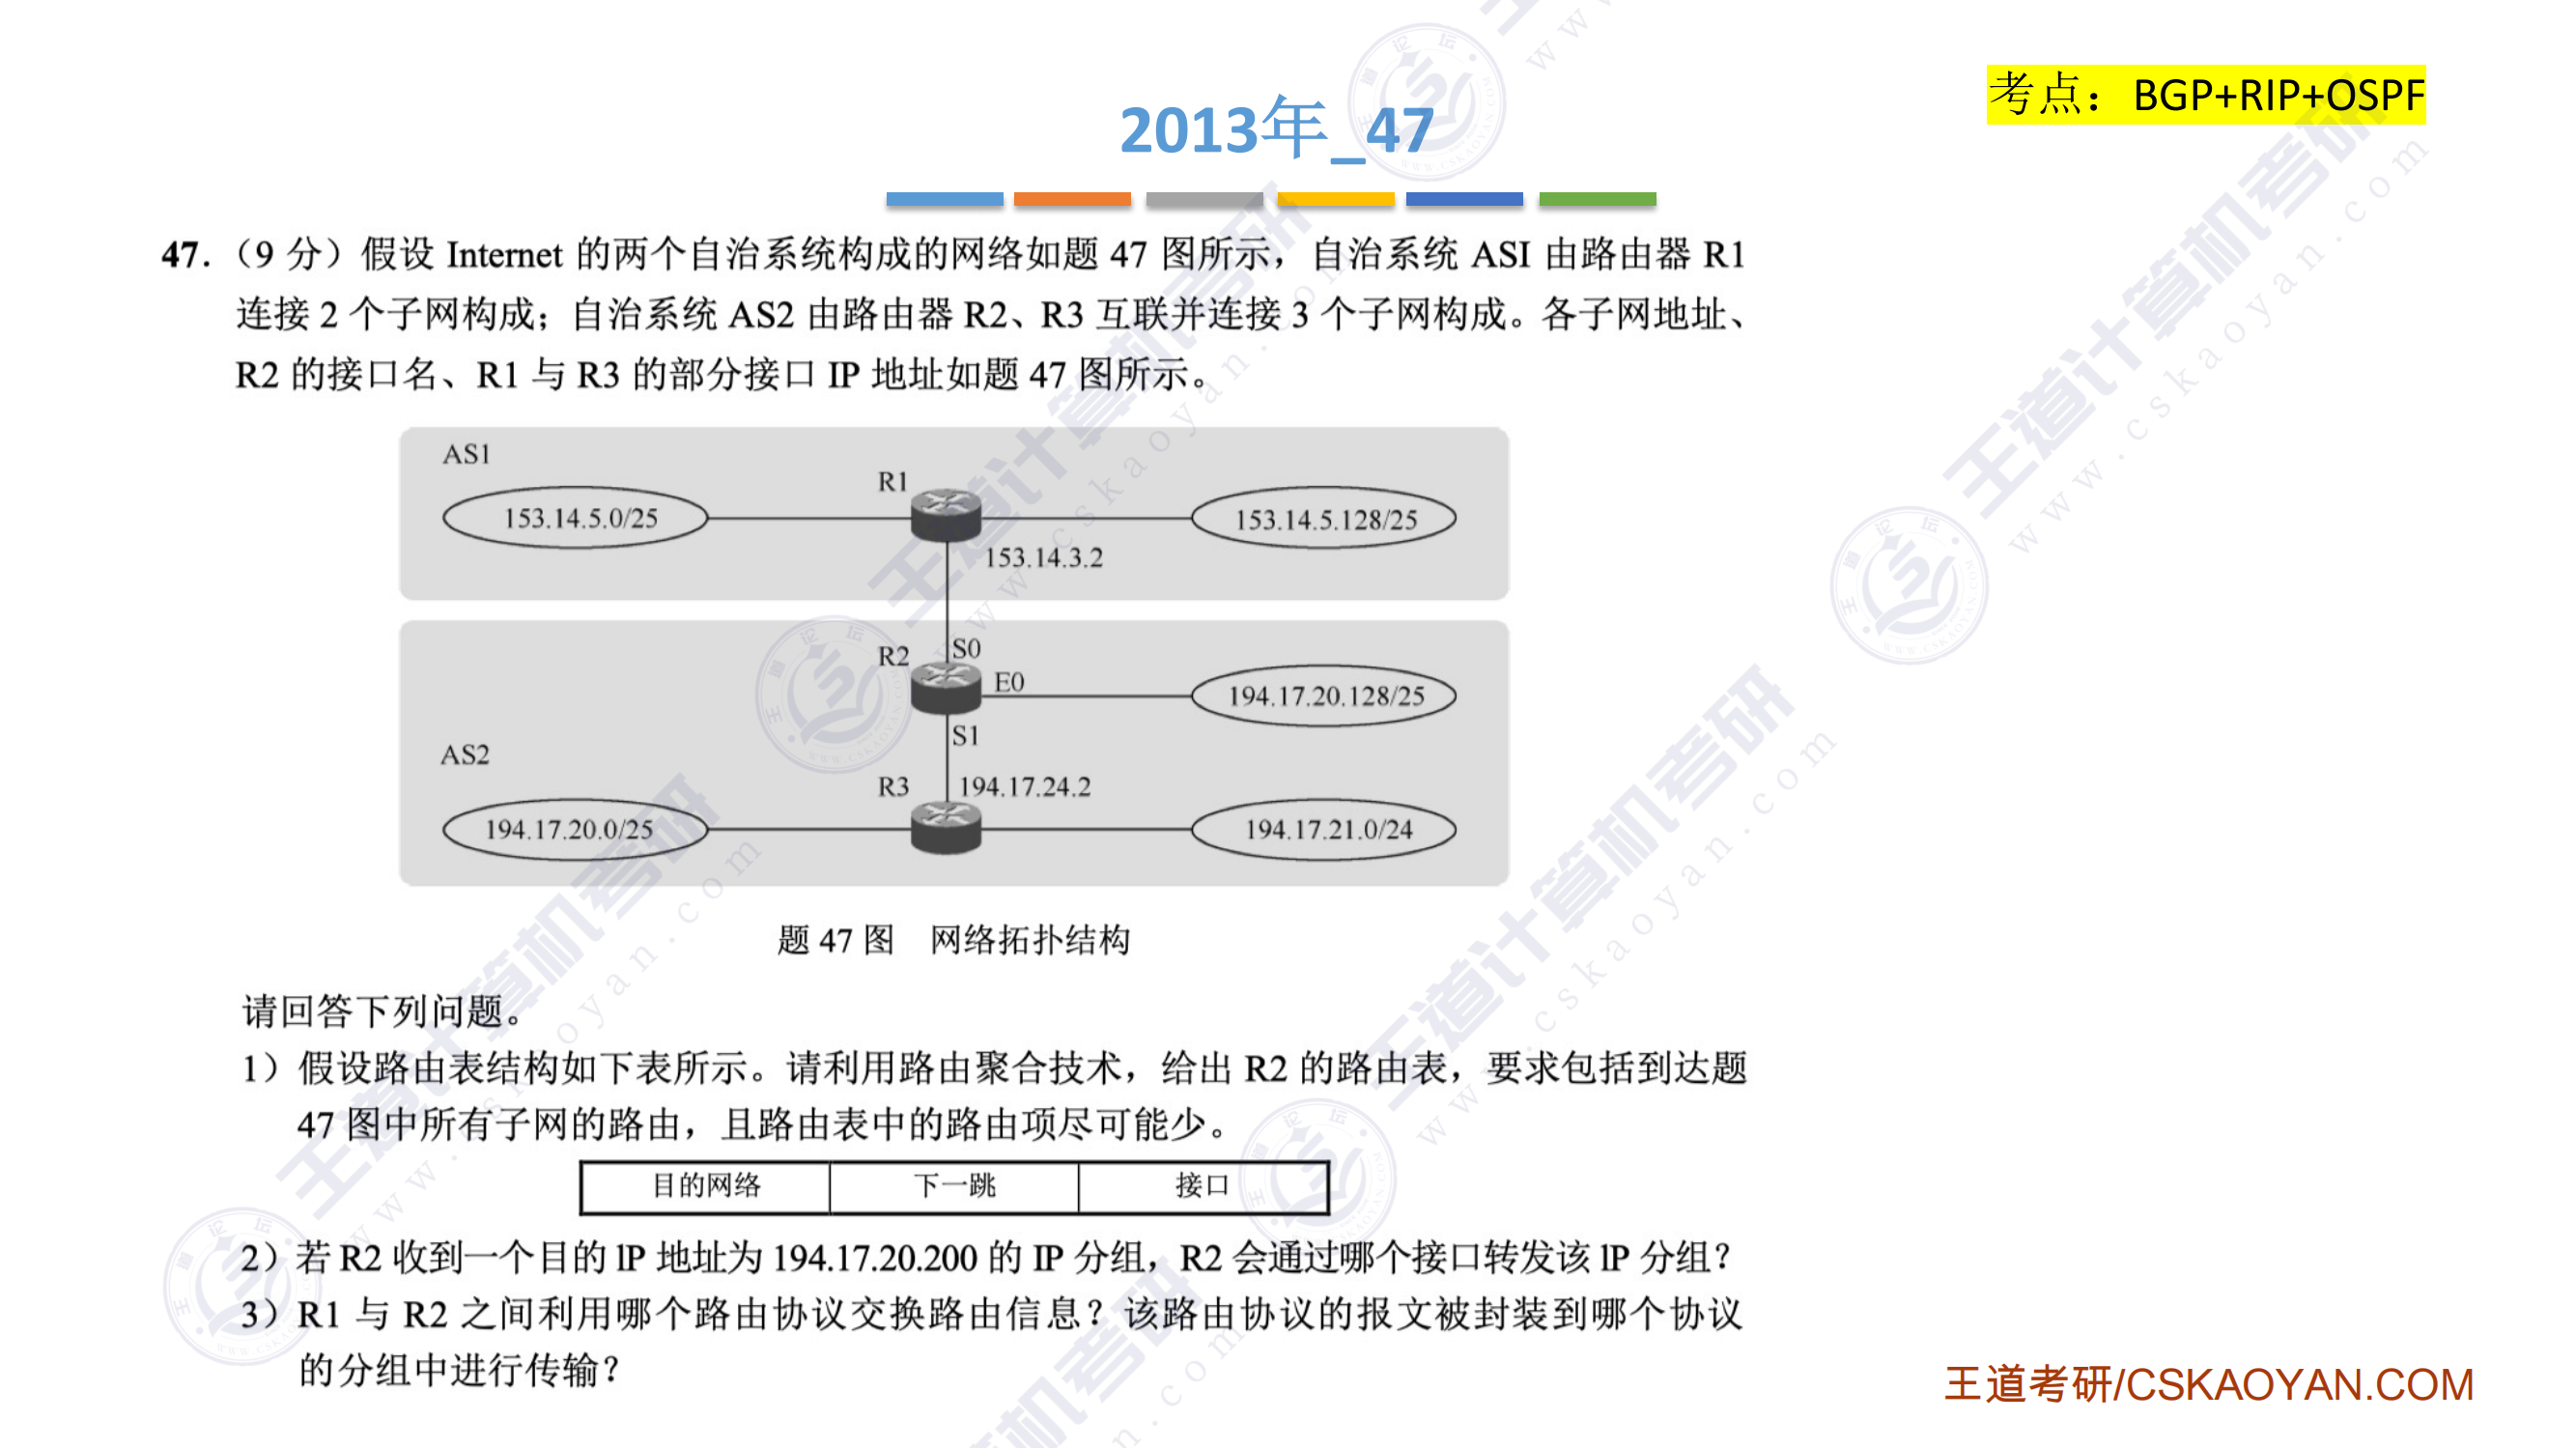 考点：BGP+RIP+OSPF
2013年_47
47.（9 分）假设 Internet 的两个自治系统构成的网络如题 47 图所示，自治系统 ASI 由路由器 R1
连接 2 个子网构成；自治系统 AS2 由路由器 R2、R3 互联并连接 3 个子网构成。各子网地址、
R2 的接口名、R1 与 R3 的部分接口 IP 地址如题 47 图所示。
AS1
R1
153.14.5.0/25
153.14.5.128/25
153.14.3.2
R2
S0
E0
194.17.20.128/25
S1
AS2
R3
194.17.24.2
194.17.20.0/25
194.17.21.0/24
题 47 图　网络拓扑结构
请回答下列问题。
1）假设路由表结构如下表所示。请利用路由聚合技术，给出 R2 的路由表，要求包括到达题
47 图中所有子网的路由，且路由表中的路由项尽可能少。
目的网络 下一跳 接口
2）若 R2 收到一个目的 lP 地址为 194.17.20.200 的 IP 分组，R2 会通过哪个接口转发该 lP 分组？
3）R1 与 R2 之间利用哪个路由协议交换路由信息？该路由协议的报文被封装到哪个协议
的分组中进行传输？
王道考研/CSKAOYAN.COM
王道计算机考研
www.cskaoyan.com